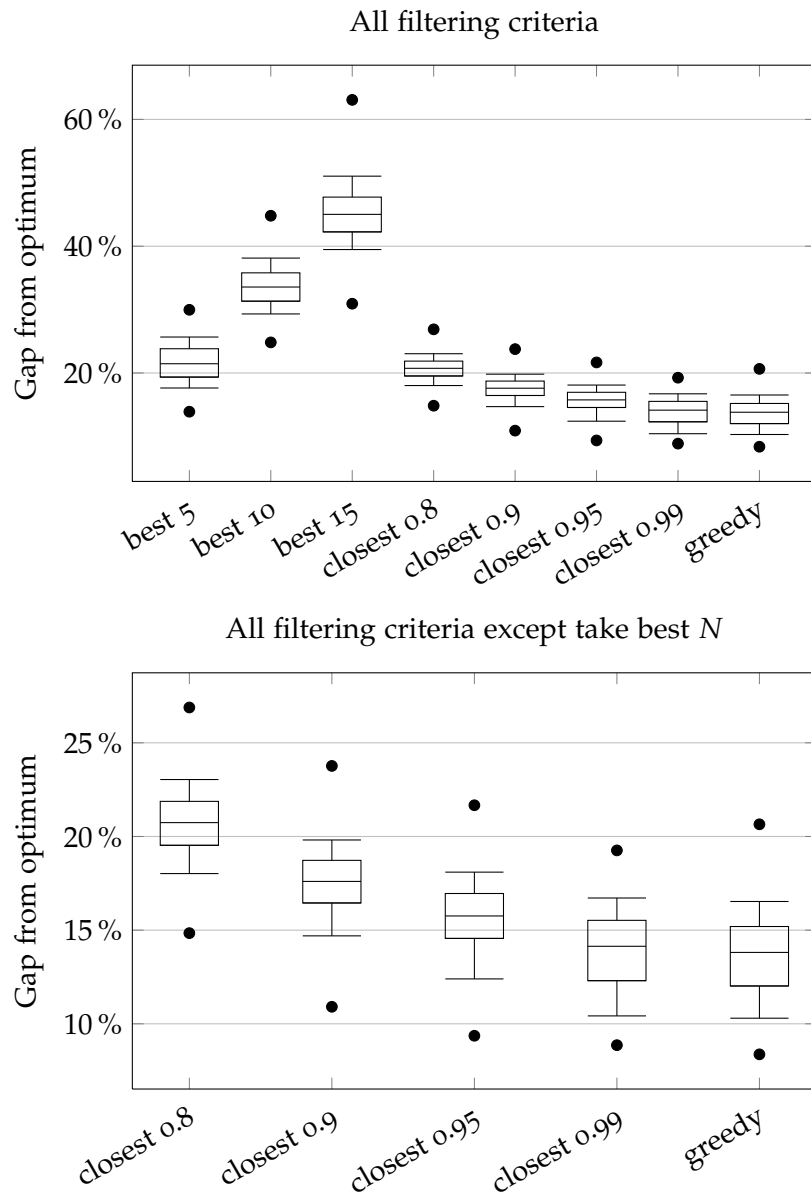 All filtering criteria
60 %
40 %
20 %
Gap from optimum
best 5
best 10
best 15
closest 0.8
closest 0.9
closest 0.95
closest 0.99
greedy
All filtering criteria except take best N
25 %
20 %
15 %
10 %
Gap from optimum
closest 0.8
closest 0.9
closest 0.95
closest 0.99
greedy